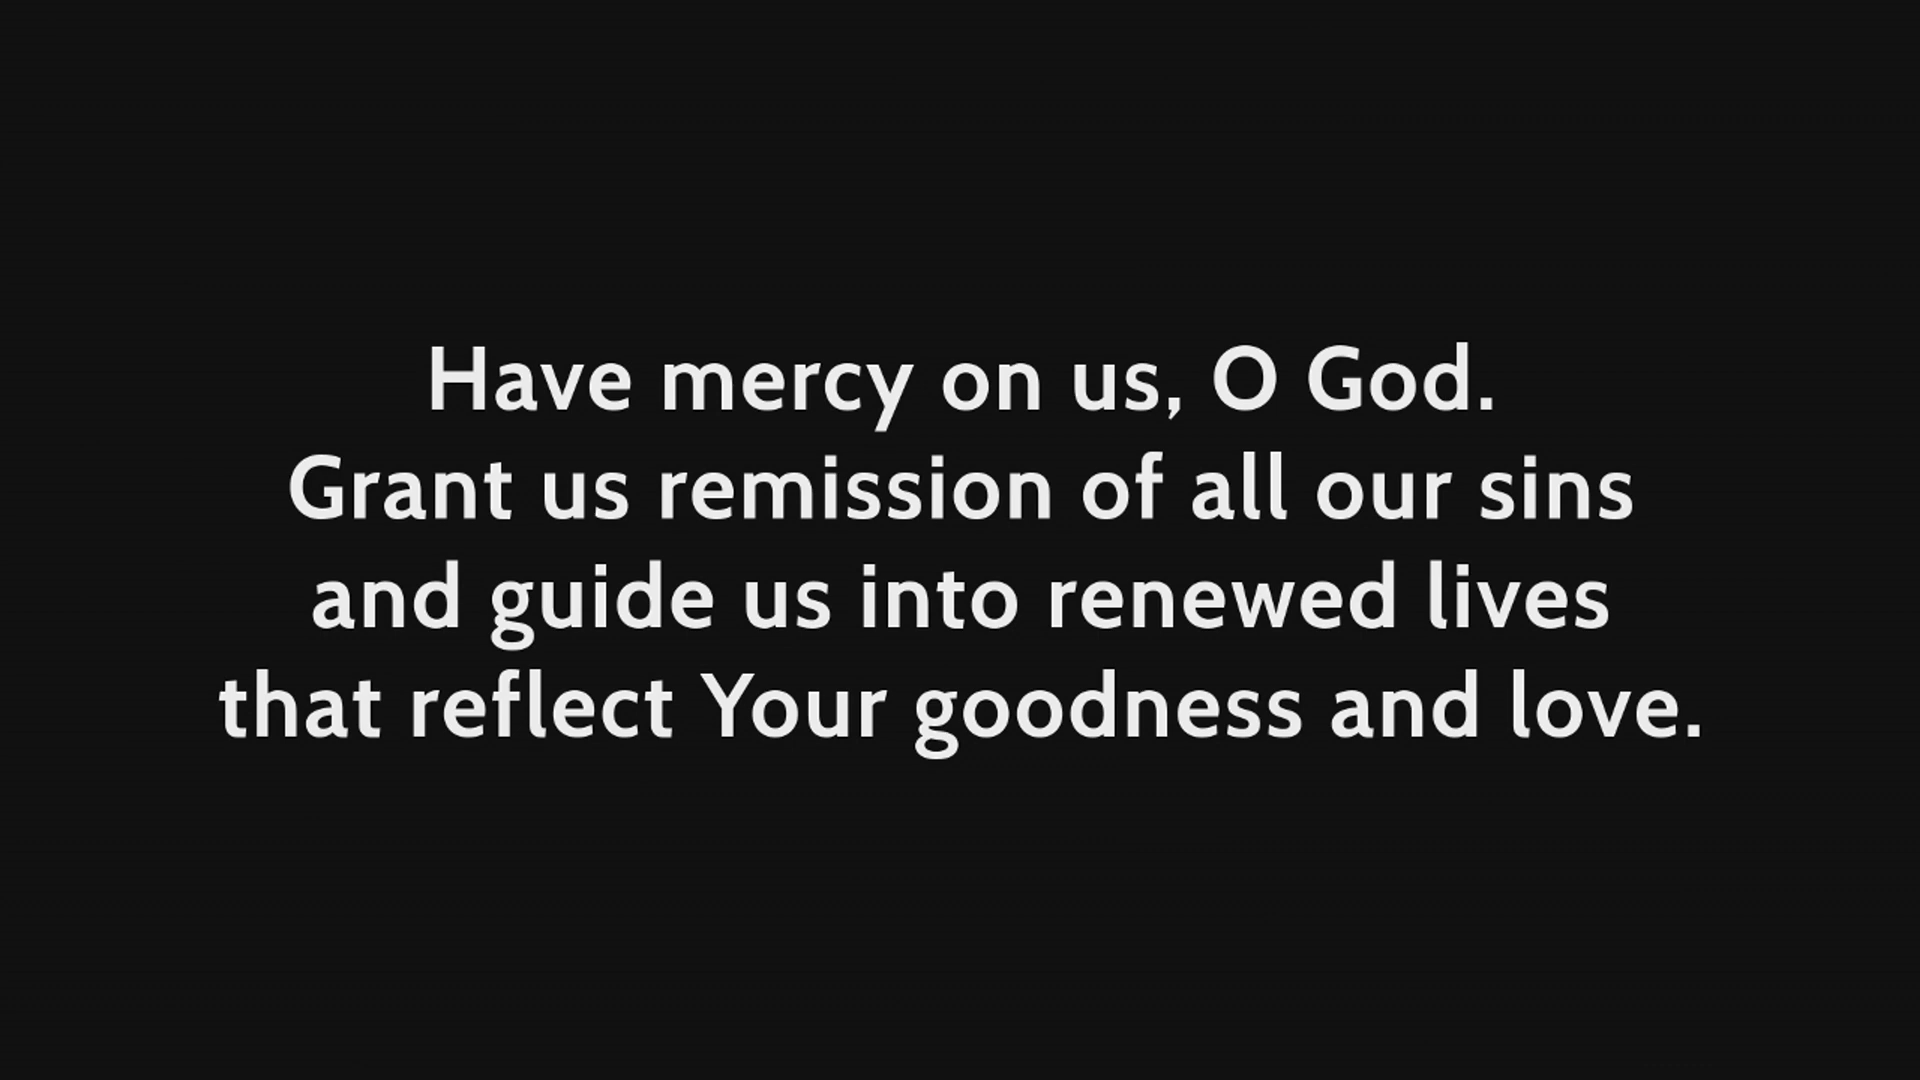 Have mercy on us, O God.
Grant us remission of all our sins
and guide us into renewed lives
that reflect Your goodness and love.